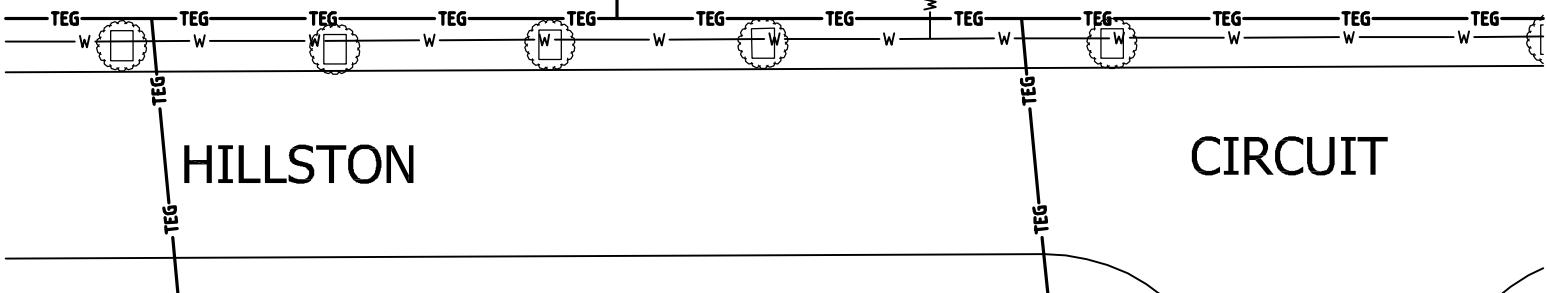 TEG TEG TEG TEG TEG TEG TEG TEG TEG TEG TEG TEG
W
W W W W W W W W W W W W W
TEG TEG
HILLSTON CIRCUIT
TEG TEG